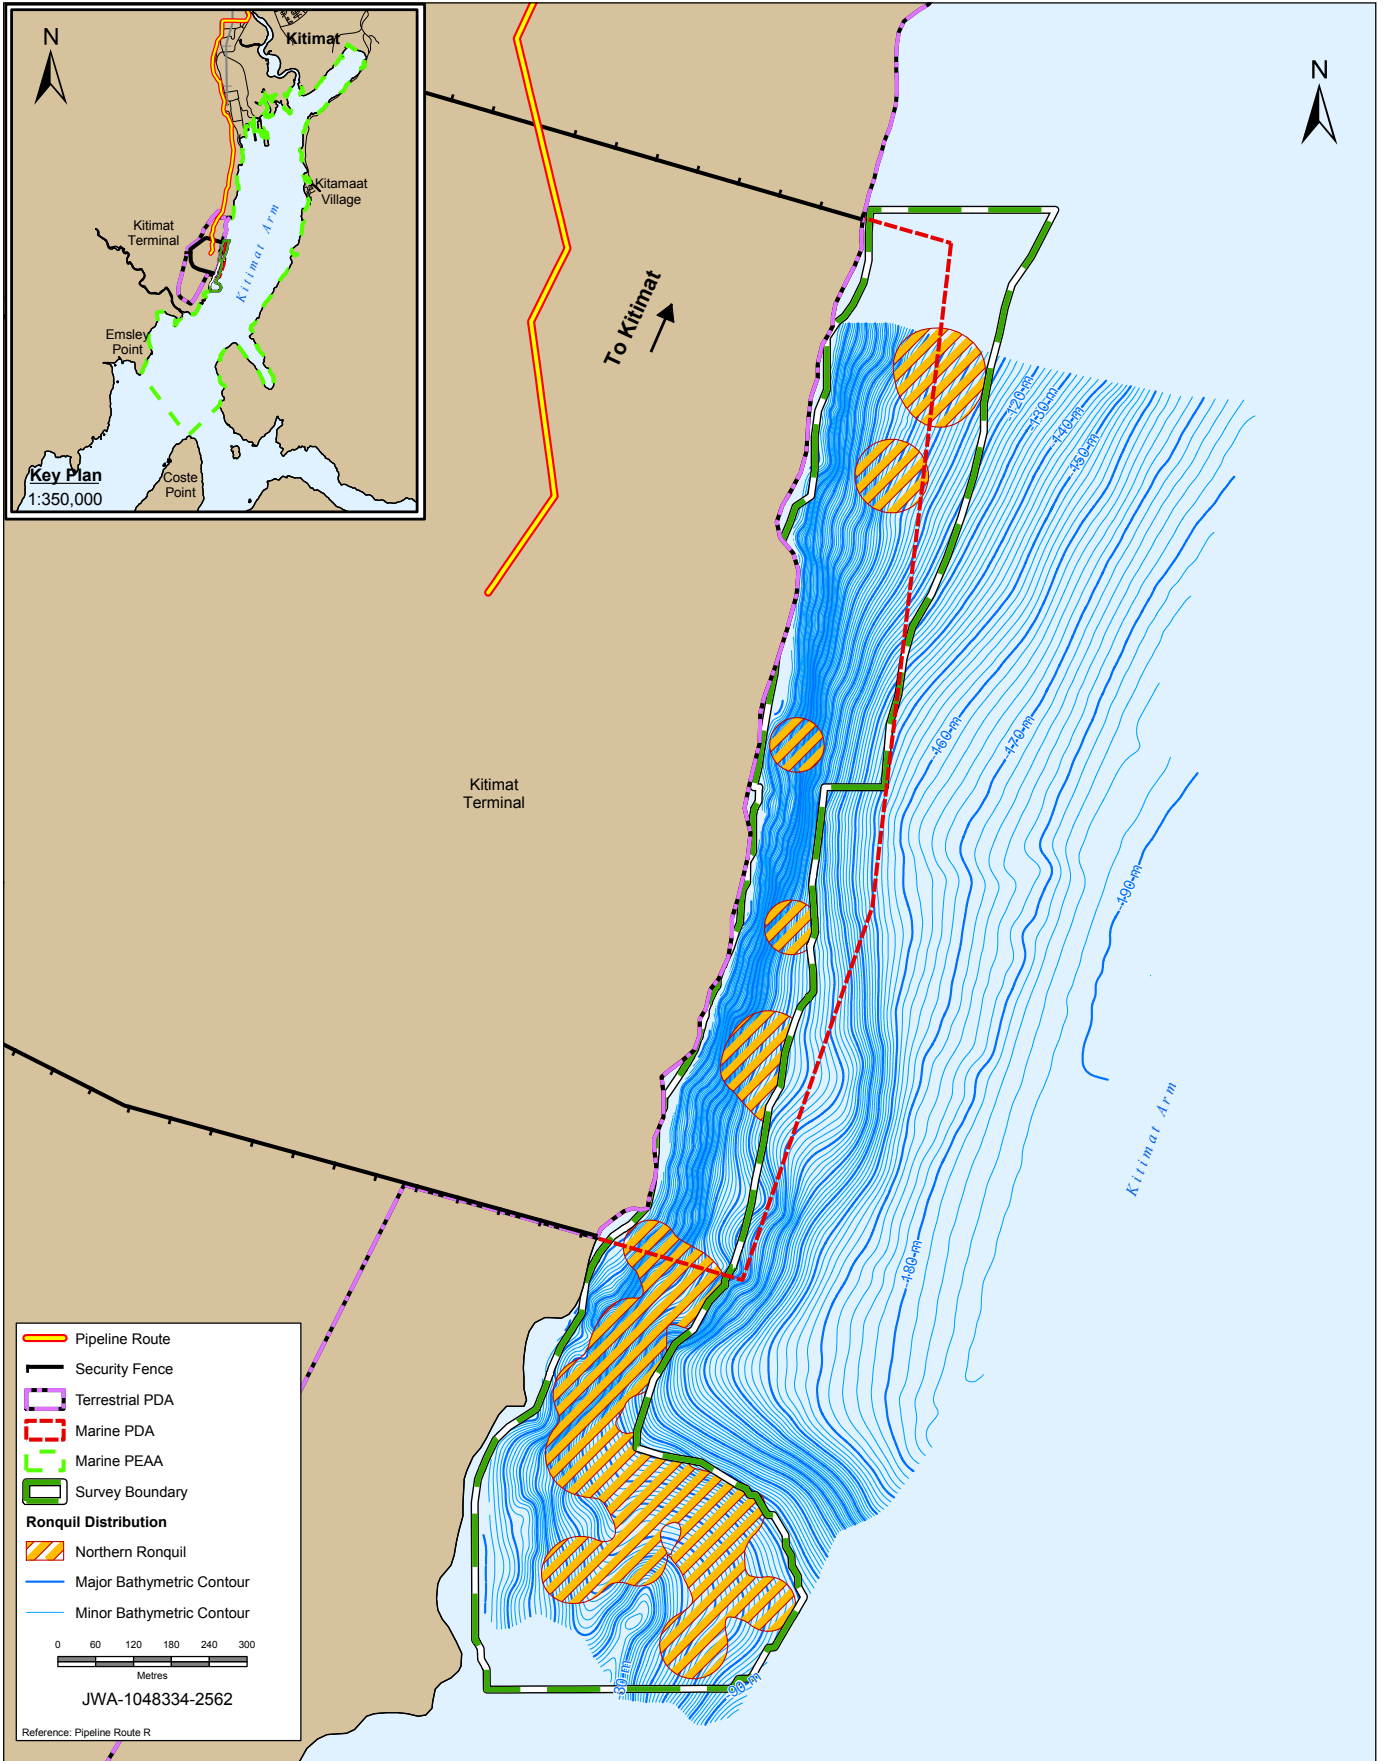 N
Kitimat
Kitamaat
Village
Kitimat
Terminal
Kitimat Arm
Emsley
Point
Key Plan
1:350,000
Coste
Point
N
To Kitimat
-120 m
-130 m
-140 m
-150 m
-160 m
-170 m
Kitimat
Terminal
-190 m
Kitimat Arm
-180 m
-30 m
-90 m
Pipeline Route
Security Fence
Terrestrial PDA
Marine PDA
Marine PEAA
Survey Boundary
Ronquil Distribution
Northern Ronquil
Major Bathymetric Contour
Minor Bathymetric Contour
0 60 120 180 240 300
Metres
JWA-1048334-2562
Reference: Pipeline Route R